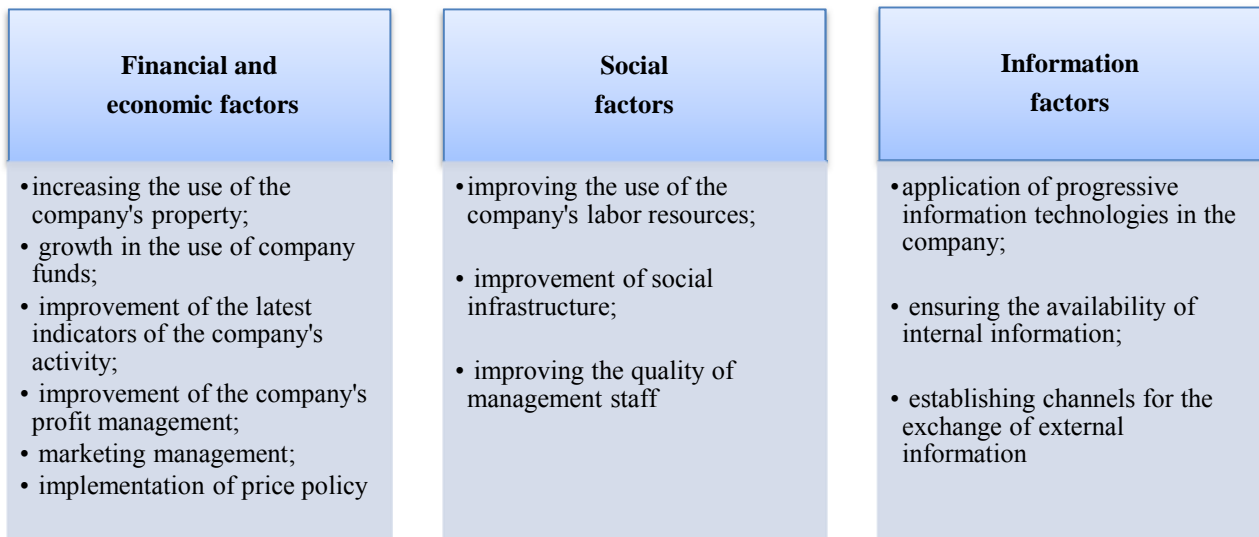 Financial and
economic factors
•increasing the use of the
company's property;
• growth in the use of company
funds;
• improvement of the latest
indicators of the company's
activity;
• improvement of the company's
profit management;
• marketing management;
• implementation of price policy
Social
factors
•improving the use of the
company's labor resources;
• improvement of social
infrastructure;
• improving the quality of
management staff
Information
factors
•application of progressive
information technologies in the
company;
• ensuring the availability of
internal information;
• establishing channels for the
exchange of external
information